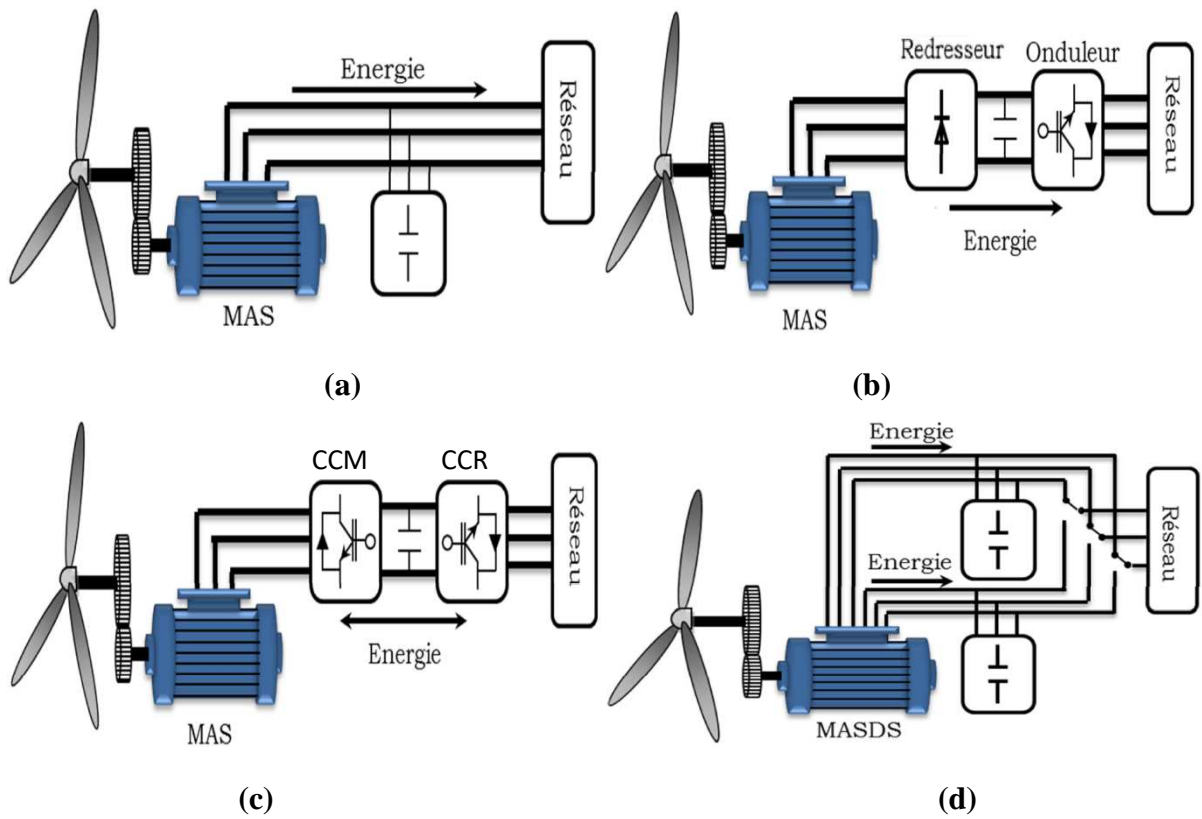 Energie
Réseau
MAS
(a)
Redresseur
Onduleur
Réseau
Energie
MAS
(b)
CCM
CCR
Réseau
Energie
MAS
(c)
Energie
Réseau
Energie
MASDS
(d)